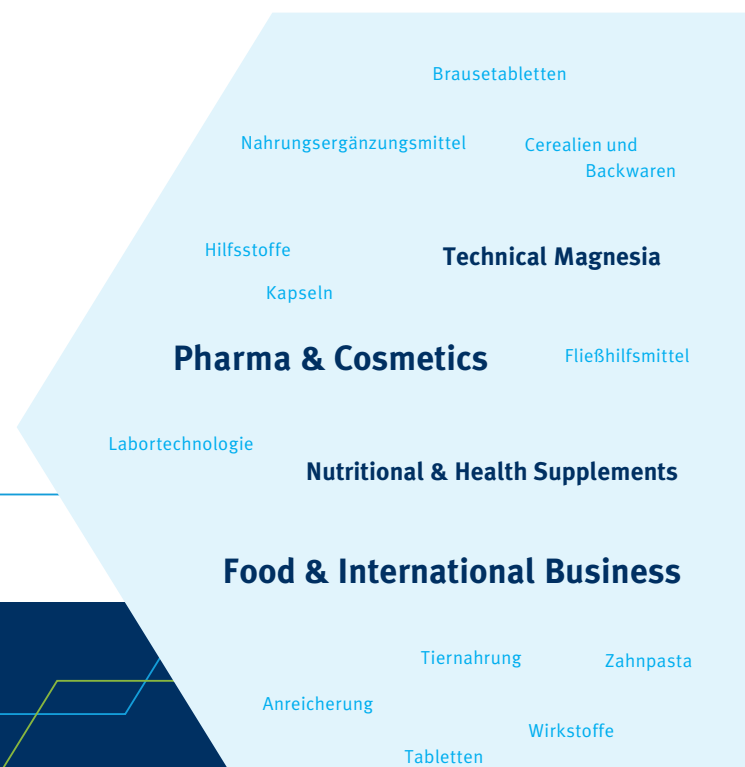 Brausetabletten
Nahrungsergänzungsmittel
Cerealien und
Backwaren
Hilfsstoffe
Technical Magnesia
Kapseln
Pharma & Cosmetics
Fließhilfsmittel
Labortechnologie
Nutritional & Health Supplements
Food & International Business
Tiernahrung
Zahnpasta
Anreicherung
Wirkstoffe
Tabletten